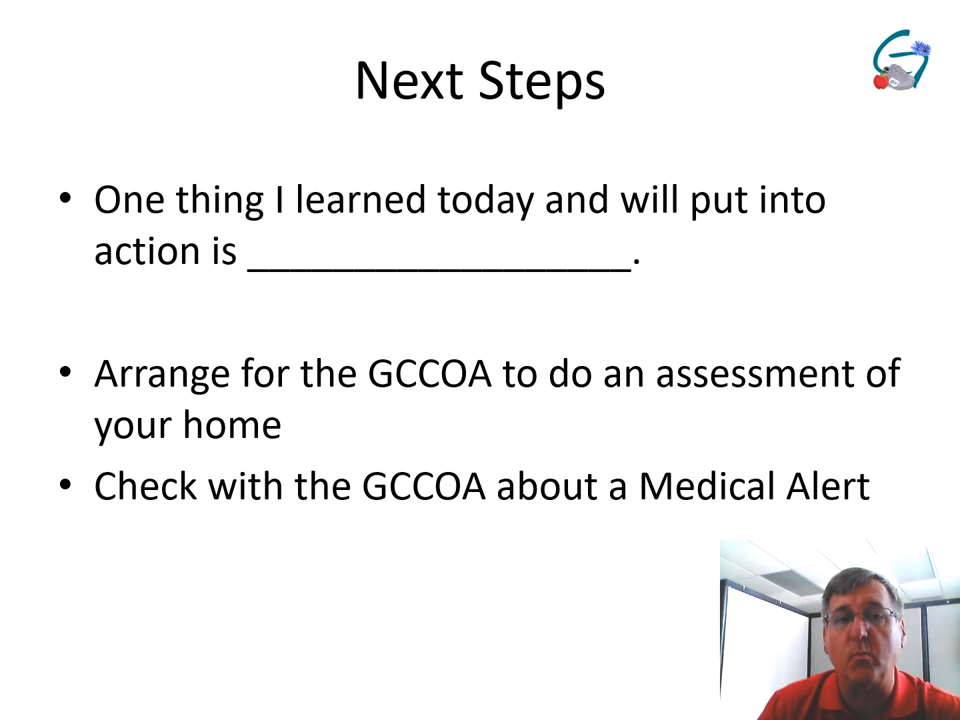 Next Steps
• One thing I learned today and will put into
action is __________________.
• Arrange for the GCCOA to do an assessment of
your home
• Check with the GCCOA about a Medical Alert